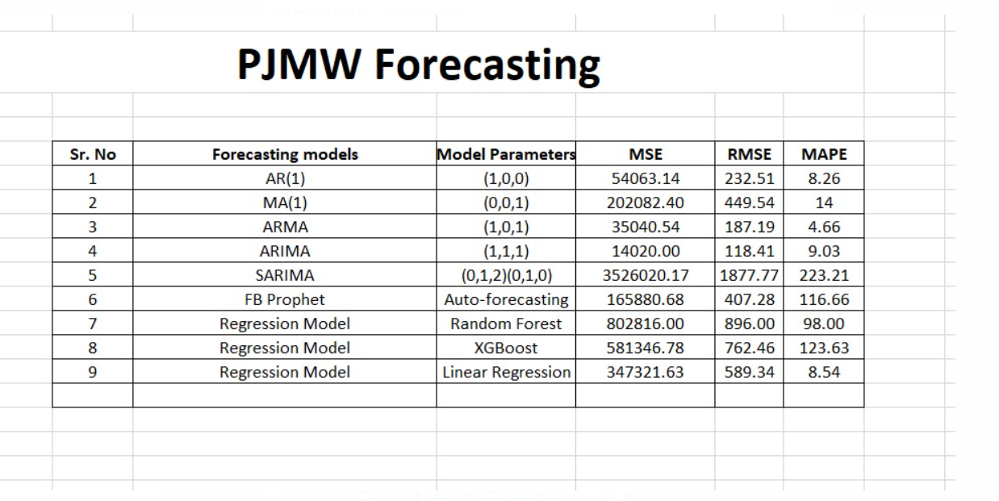 PJMW Forecasting
Sr. No Forecasting models Model Parameters MSE RMSE MAPE
1 AR(1) (1,0,0) 54063.14 232.51 8.26
2 MA(1) (0,0,1) 202082.40 449.54 14
3 ARMA (1,0,1) 35040.54 187.19 4.66
4 ARIMA (1,1,1) 14020.00 118.41 9.03
5 SARIMA (0,1,2)(0,1,0) 3526020.17 1877.77 223.21
6 FB Prophet Auto-forecasting 165880.68 407.28 116.66
7 Regression Model Random Forest 802816.00 896.00 98.00
8 Regression Model XGBoost 581346.78 762.46 123.63
9 Regression Model Linear Regression 347321.63 589.34 8.54